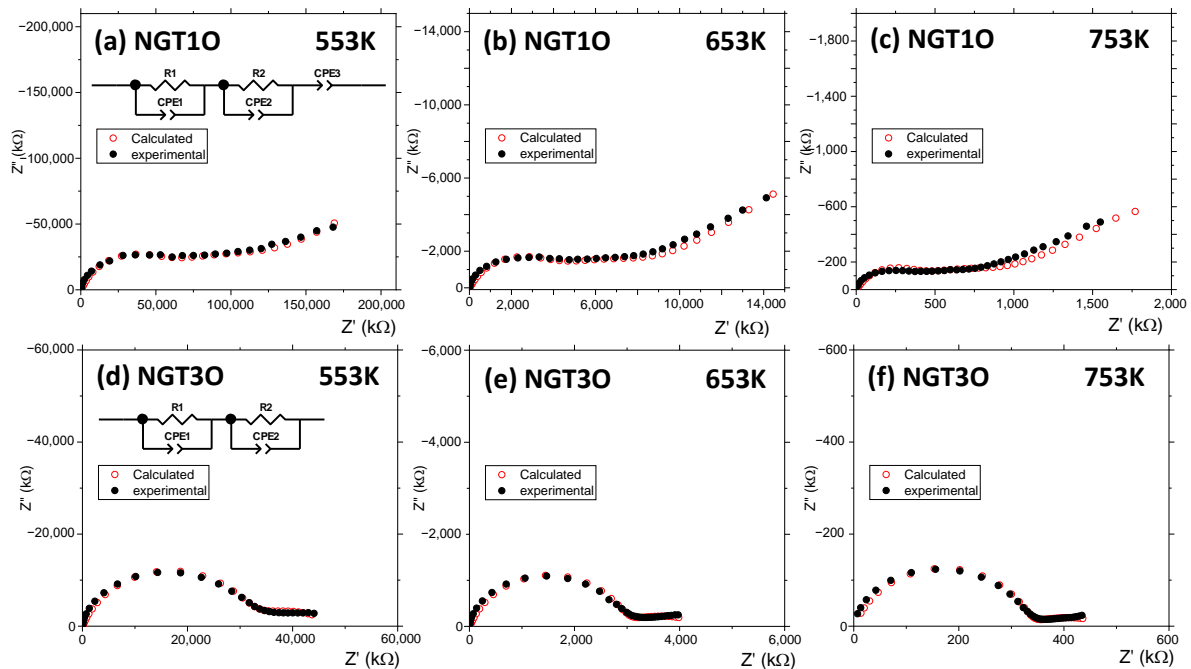 (a) NGT1O 553K
R1 R2 CPE3
CPE1 CPE2
Calculated
experimental
−210,000
−150,000
−100,000
−50,000
0
0 50,000 100,000 150,000 200,000
Z'' (kΩ)
Z' (kΩ)
(b) NGT1O 653K
Calculated
experimental
−14,000
−10,000
−6,000
−2,000
0
0 2,000 4,000 6,000 8,000 10,000 12,000 14,000
Z'' (kΩ)
Z' (kΩ)
(c) NGT1O 753K
Calculated
experimental
−1,800
−1,400
1,000
−600
−200
0
0 500 1,000 1,500 2,000
Z'' (kΩ)
Z' (kΩ)
(d) NGT3O 553K
R1 R2
CPE1 CPE2
Calculated
experimental
−60,000
−40,000
−20,000
0
0 20,000 40,000 60,000
Z'' (kΩ)
Z' (kΩ)
(e) NGT3O 653K
Calculated
experimental
−6,000
−4,000
−2,000
0
0 2,000 4,000 6,000
Z'' (kΩ)
Z' (kΩ)
(f) NGT3O 753K
Calculated
experimental
−600
−400
−200
0
0 200 400 600
Z'' (kΩ)
Z' (kΩ)